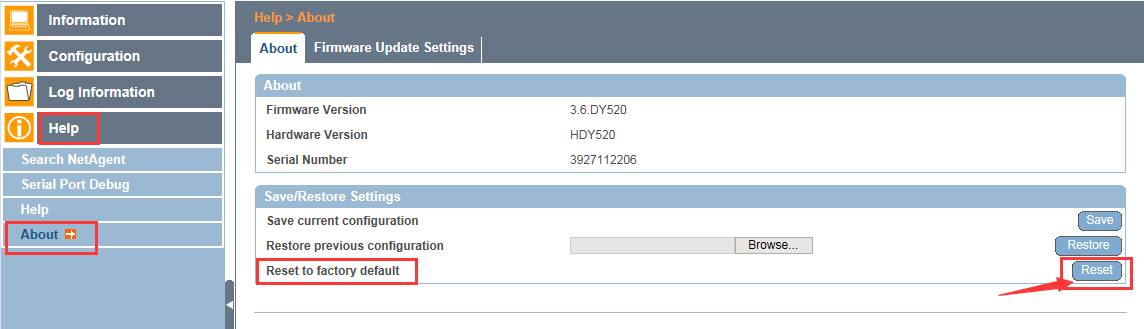 Information
Configuration
Log Information
Help
Search NetAgent
Serial Port Debug
Help
About
Help > About
About
Firmware Update Settings
About
Firmware Version 3.6.DY520
Hardware Version HDY520
Serial Number 3927112206
Save/Restore Settings
Save current configuration Save
Restore previous configuration Browse... Restore
Reset to factory default Reset